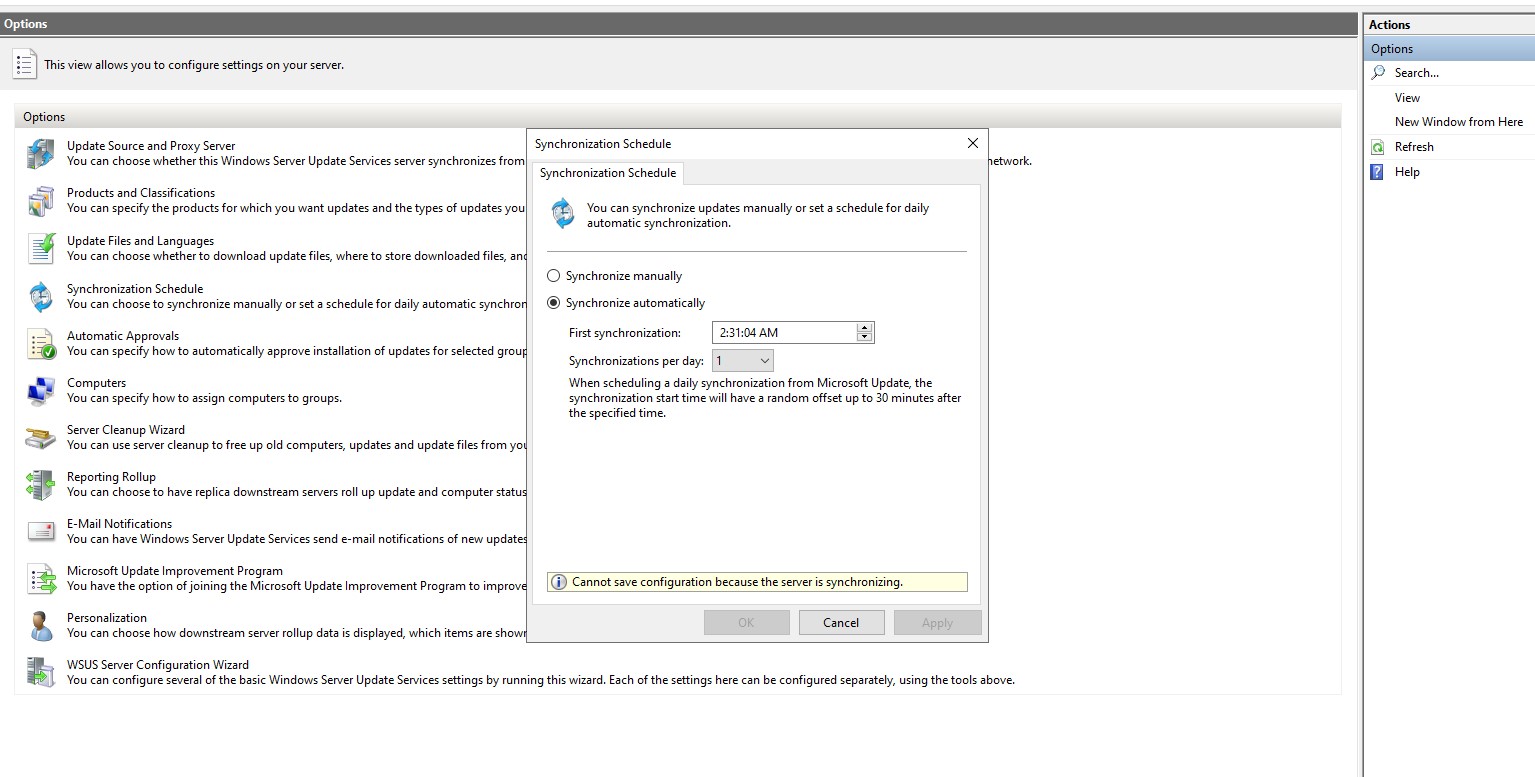 Options
This view allows you to configure settings on your server.
Options
Update Source and Proxy Server
You can choose whether this Windows Server Update Services server synchronizes from
network.
Products and Classifications
You can specify the products for which you want updates and the types of updates you
Update Files and Languages
You can choose whether to download update files, where to store downloaded files, and
Synchronization Schedule
You can choose to synchronize manually or set a schedule for daily automatic synchron
Automatic Approvals
You can specify how to automatically approve installation of updates for selected group
Computers
You can specify how to assign computers to groups.
Server Cleanup Wizard
You can use server cleanup to free up old computers, updates and update files from you
Reporting Rollup
You can choose to have replica downstream servers roll up update and computer status
E-Mail Notifications
You can have Windows Server Update Services send e-mail notifications of new updates
Microsoft Update Improvement Program
You have the option of joining the Microsoft Update Improvement Program to improve
Personalization
You can choose how downstream server rollup data is displayed, which items are shown
WSUS Server Configuration Wizard
You can configure several of the basic Windows Server Update Services settings by running this wizard. Each of the settings here can be configured separately, using the tools above.
Synchronization Schedule
Synchronization Schedule
You can synchronize updates manually or set a schedule for daily
automatic synchronization.
Synchronize manually
Synchronize automatically
First synchronization: 2:31:04 AM
Synchronizations per day: 1
When scheduling a daily synchronization from Microsoft Update, the
synchronization start time will have a random offset up to 30 minutes after
the specified time.
Cannot save configuration because the server is synchronizing.
OK Cancel Apply
Actions
Options
Search...
View
New Window from Here
Refresh
Help